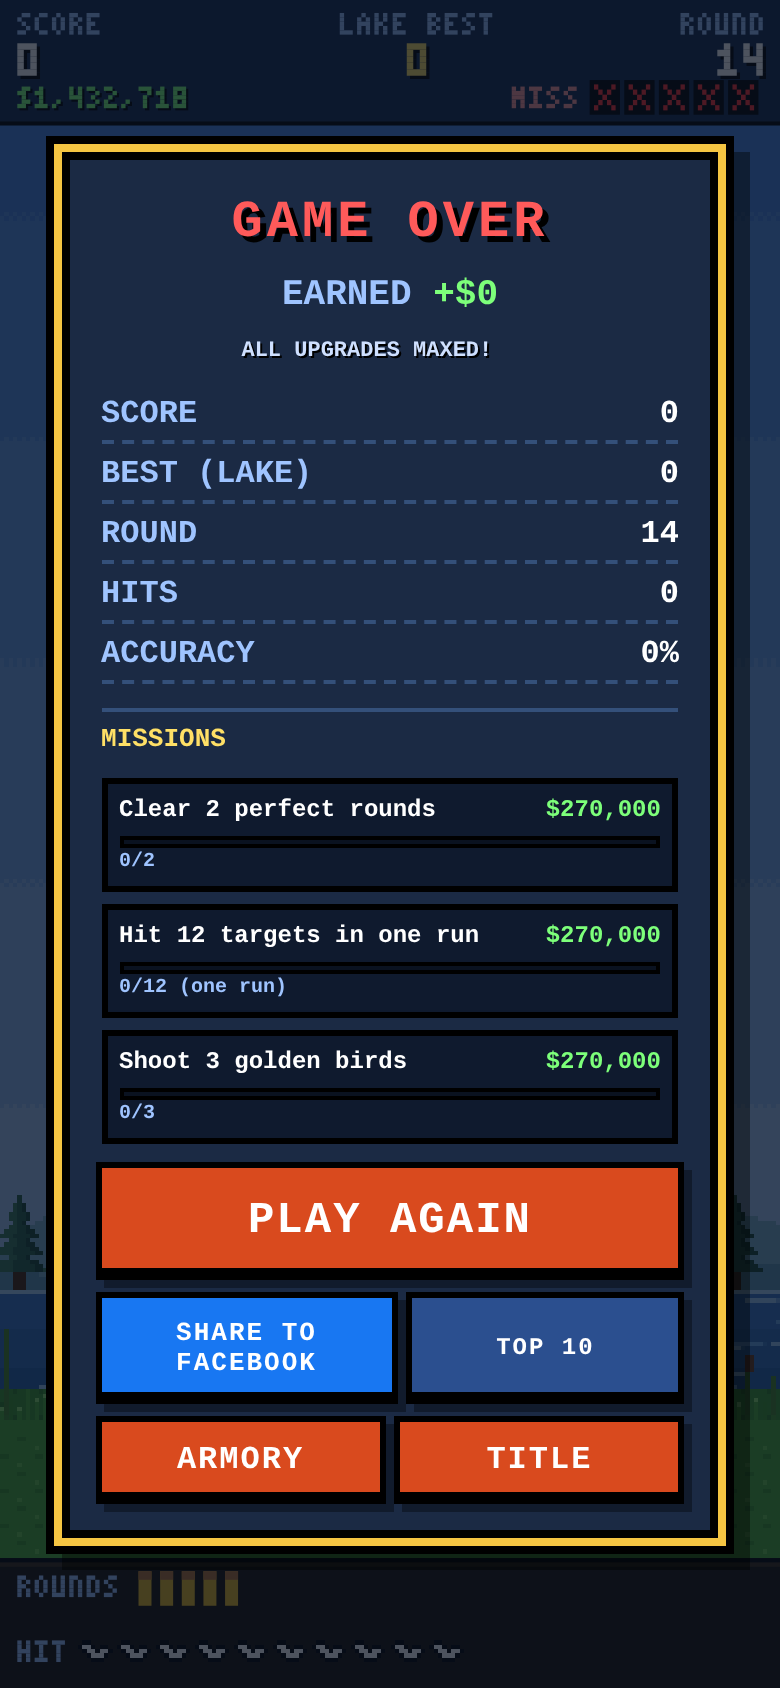 SCORE LAKE BEST ROUND
0 0 14
$1,432,718 MISS X X X X X
GAME OVER
EARNED +$0
ALL UPGRADES MAXED!
SCORE 0
BEST (LAKE) 0
ROUND 14
HITS 0
ACCURACY 0%
MISSIONS
Clear 2 perfect rounds $270,000
0/2
Hit 12 targets in one run $270,000
0/12 (one run)
Shoot 3 golden birds $270,000
0/3
PLAY AGAIN
SHARE TO
FACEBOOK
TOP 10
ARMORY TITLE
ROUNDS
HIT